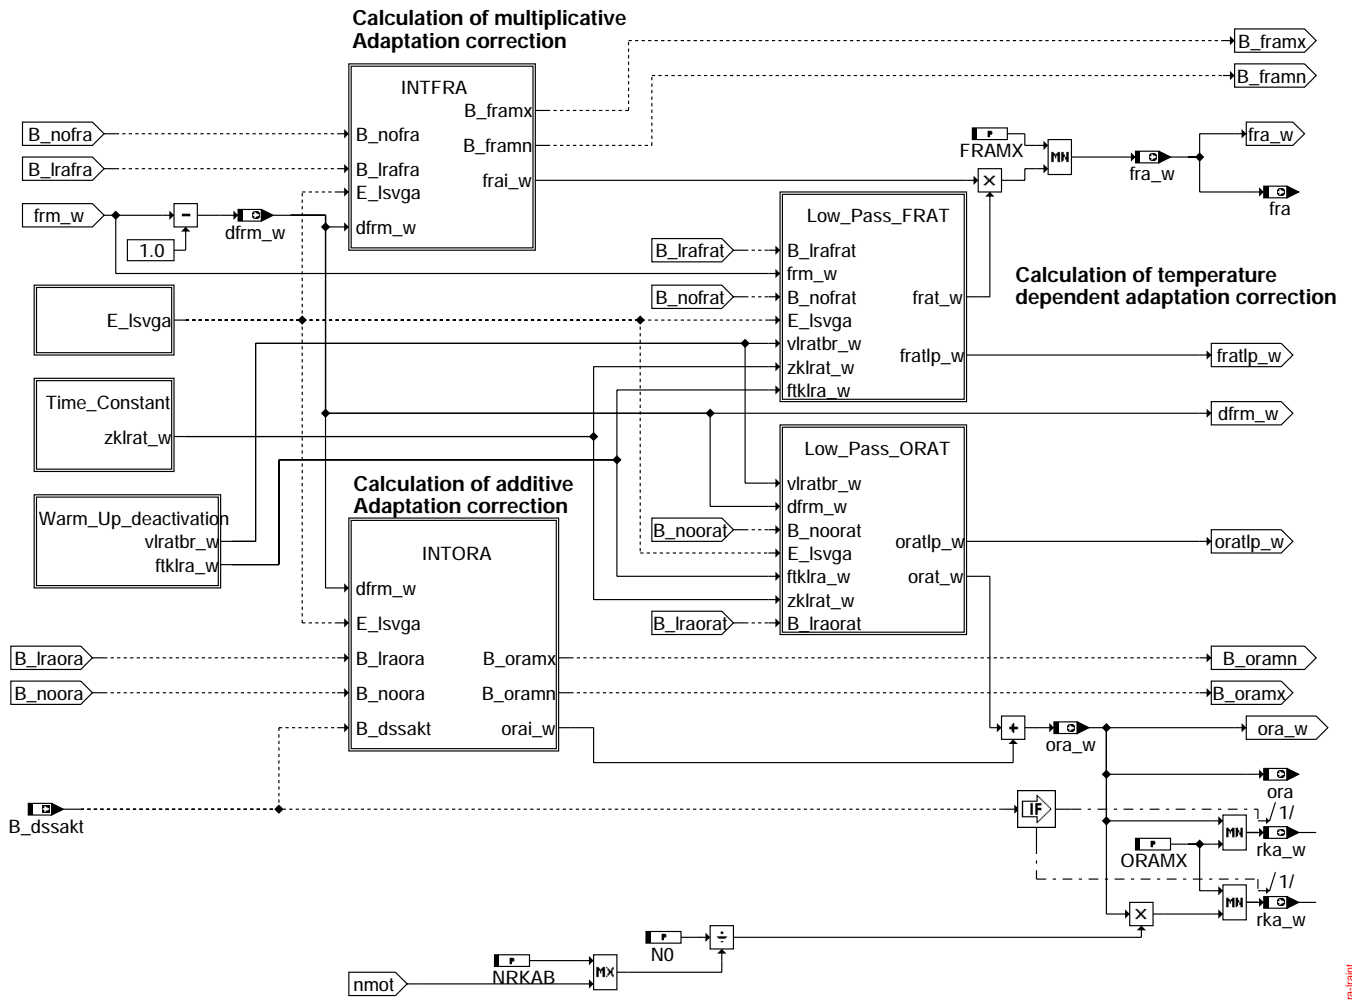 Calculation of multiplicative
Adaptation correction
B_framx
B_framn
INTFRA
B_framx
B_nofra
B_nofra
B_framn
B_lrafra
B_lrafra
frai_w
E_lsvga
frm_w
dfrm_w
dfrm_w
1.0
P
FRAMX
MN
fra_w
fra_w
fra
Low_Pass_FRAT
B_lrafrat
B_lrafrat
frm_w
B_nofrat
B_nofrat
frat_w
E_lsvga
vlratbr_w
fratlp_w
fratlp_w
zklrat_w
ftklra_w
Calculation of temperature
dependent adaptation correction
E_lsvga
dfrm_w
Time_Constant
zklrat_w
Low_Pass_ORAT
vlratbr_w
dfrm_w
B_noorat
B_noorat
E_lsvga
oratlp_w
oratlp_w
ftklra_w
orat_w
zklrat_w
B_lraorat
B_lraorat
Calculation of additive
Adaptation correction
Warm_Up_deactivation
vlratbr_w
ftklra_w
INTORA
dfrm_w
E_lsvga
B_lraora
B_lraora
B_oramx
B_oramn
B_noora
B_noora
B_oramn
B_oramx
B_dssakt
orai_w
ora_w
ora_w
ora
B_dssakt
IF
/1/
MN
rka_w
P
ORAMX
/1/
MN
rka_w
P
N0
P
NRKAB
MX
nmot
ra-lraint